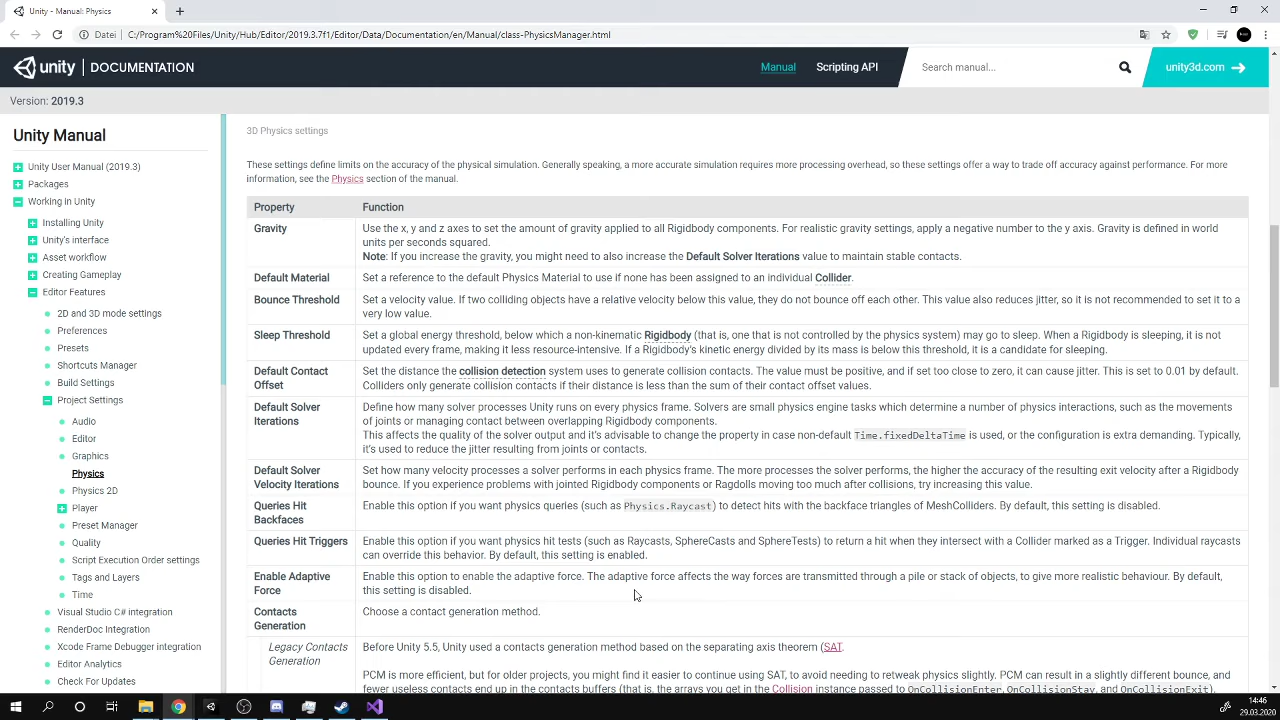 Unity - Manual: Physics
Datei C:/Program%20Files/Unity/Hub/Editor/2019.3.7f1/Editor/Data/Documentation/en/Manual/class-PhysicsManager.html
unity DOCUMENTATION
Manual Scripting API
Search manual...
unity3d.com
Version: 2019.3
Unity Manual
Unity User Manual (2019.3)
Packages
Working in Unity
Installing Unity
Unity's interface
Asset workflow
Creating Gameplay
Editor Features
2D and 3D mode settings
Preferences
Presets
Shortcuts Manager
Build Settings
Project Settings
Audio
Editor
Graphics
Physics
Physics 2D
Player
Preset Manager
Quality
Script Execution Order settings
Tags and Layers
Time
Visual Studio C# integration
RenderDoc Integration
Xcode Frame Debugger integration
Editor Analytics
Check For Updates
3D Physics settings
These settings define limits on the accuracy of the physical simulation. Generally speaking, a more accurate simulation requires more processing overhead, so these settings offer a way to trade off accuracy against performance. For more
information, see the Physics section of the manual.
Property Function
Gravity Use the x, y and z axes to set the amount of gravity applied to all Rigidbody components. For realistic gravity settings, apply a negative number to the y axis. Gravity is defined in world
units per seconds squared.
Note: If you increase the gravity, you might need to also increase the Default Solver Iterations value to maintain stable contacts.
Default Material Set a reference to the default Physics Material to use if none has been assigned to an individual Collider.
Bounce Threshold Set a velocity value. If two colliding objects have a relative velocity below this value, they do not bounce off each other. This value also reduces jitter, so it is not recommended to set it to a
very low value.
Sleep Threshold Set a global energy threshold, below which a non-kinematic Rigidbody (that is, one that is not controlled by the physics system) may go to sleep. When a Rigidbody is sleeping, it is not
updated every frame, making it less resource-intensive. If a Rigidbody's kinetic energy divided by its mass is below this threshold, it is a candidate for sleeping.
Default Contact Set the distance the collision detection system uses to generate collision contacts. The value must be positive, and if set too close to zero, it can cause jitter. This is set to 0.01 by default.
Offset Colliders only generate collision contacts if their distance is less than the sum of their contact offset values.
Default Solver Define how many solver processes Unity runs on every physics frame. Solvers are small physics engine tasks which determine a number of physics interactions, such as the movements
Iterations of joints or managing contact between overlapping Rigidbody components.
This affects the quality of the solver output and it's advisable to change the property in case non-default Time.fixedDeltaTime is used, or the configuration is extra demanding. Typically,
it's used to reduce the jitter resulting from joints or contacts.
Default Solver Set how many velocity processes a solver performs in each physics frame. The more processes the solver performs, the higher the accuracy of the resulting exit velocity after a Rigidbody
Velocity Iterations bounce. If you experience problems with jointed Rigidbody components or Ragdolls moving too much after collisions, try increasing this value.
Queries Hit Enable this option if you want physics queries (such as Physics.Raycast) to detect hits with the backface triangles of MeshColliders. By default, this setting is disabled.
Backfaces
Queries Hit Triggers Enable this option if you want physics hit tests (such as Raycasts, SphereCasts and SphereTests) to return a hit when they intersect with a Collider marked as a Trigger. Individual raycasts
can override this behavior. By default, this setting is enabled.
Enable Adaptive Enable this option to enable the adaptive force. The adaptive force affects the way forces are transmitted through a pile or stack of objects, to give more realistic behaviour. By default,
Force this setting is disabled.
Contacts Choose a contact generation method.
Generation
Legacy Contacts Before Unity 5.5, Unity used a contacts generation method based on the separating axis theorem (SAT.
Generation
PCM is more efficient, but for older projects, you might find it easier to continue using SAT, to avoid needing to retweak physics slightly. PCM can result in a slightly different bounce, and
fewer useless contacts end up in the contacts buffers (that is, the arrays you get in the Collision instance passed to OnCollisionEnter, OnCollisionStay, and OnCollisionExit).
14:46
29.03.2020